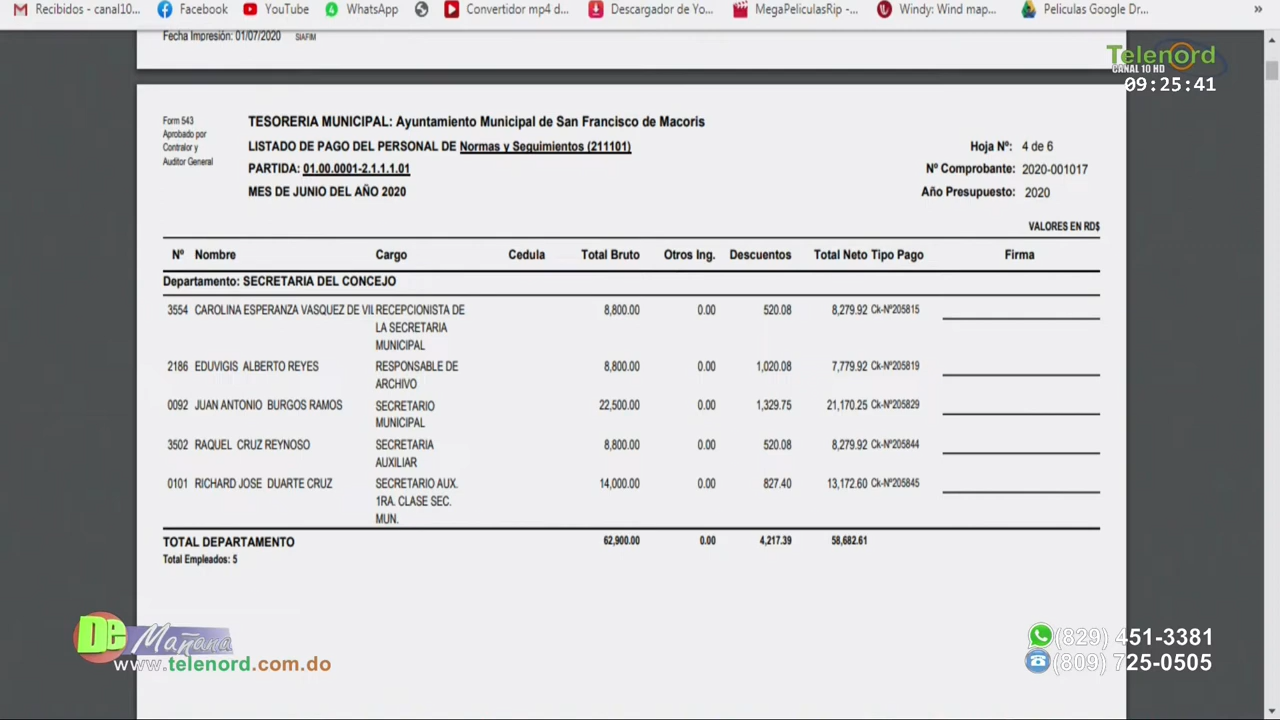 Recibidos - canal10... Facebook YouTube WhatsApp Convertidor mp4 d... Descargador de Yo... MegaPeliculasRip -... Windy: Wind map... Peliculas Google Dr... »
Fecha Impresión: 01/07/2020 SIAFIM
Telenord
CANAL 10 HD
09:25:41
Form 543
Aprobado por
Contralor y
Auditor General
TESORERIA MUNICIPAL: Ayuntamiento Municipal de San Francisco de Macoris
LISTADO DE PAGO DEL PERSONAL DE Normas y Seguimientos (211101)
PARTIDA: 01.00.0001-2.1.1.1.01
MES DE JUNIO DEL AÑO 2020
Hoja Nº: 4 de 6
Nº Comprobante: 2020-001017
Año Presupuesto: 2020
VALORES EN RD$
Nº Nombre Cargo Cedula Total Bruto Otros Ing. Descuentos Total Neto Tipo Pago Firma
Departamento: SECRETARIA DEL CONCEJO
3554 CAROLINA ESPERANZA VASQUEZ DE VIL RECEPCIONISTA DE 8,800.00 0.00 520.08 8,279.92 Ck-Nº205815
LA SECRETARIA
MUNICIPAL
2186 EDUVIGIS ALBERTO REYES RESPONSABLE DE 8,800.00 0.00 1,020.08 7,779.92 Ck-Nº205819
ARCHIVO
0092 JUAN ANTONIO BURGOS RAMOS SECRETARIO 22,500.00 0.00 1,329.75 21,170.25 Ck-Nº205829
MUNICIPAL
3502 RAQUEL CRUZ REYNOSO SECRETARIA 8,800.00 0.00 520.08 8,279.92 Ck-Nº205844
AUXILIAR
0101 RICHARD JOSE DUARTE CRUZ SECRETARIO AUX. 14,000.00 0.00 827.40 13,172.60 Ck-Nº205845
1RA. CLASE SEC.
MUN.
TOTAL DEPARTAMENTO 62,900.00 0.00 4,217.39 58,682.61
Total Empleados: 5
De Mañana
www.telenord.com.do
(829) 451-3381
(809) 725-0505